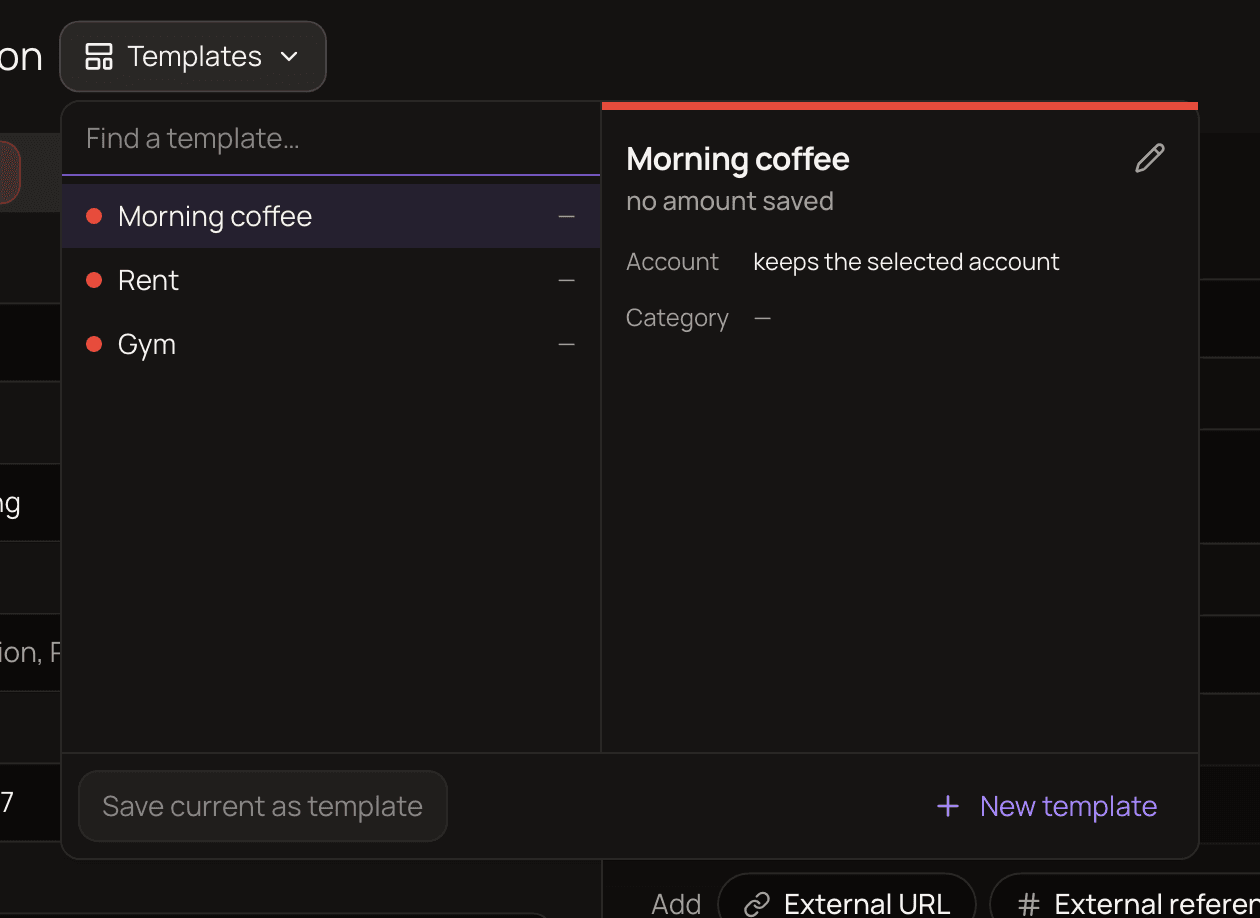 on
Templates
Find a template...
Morning coffee –
Rent –
Gym –
Morning coffee
no amount saved
Account keeps the selected account
Category –
ng
ion,
7
Save current as template
+ New template
Add External URL # External referen